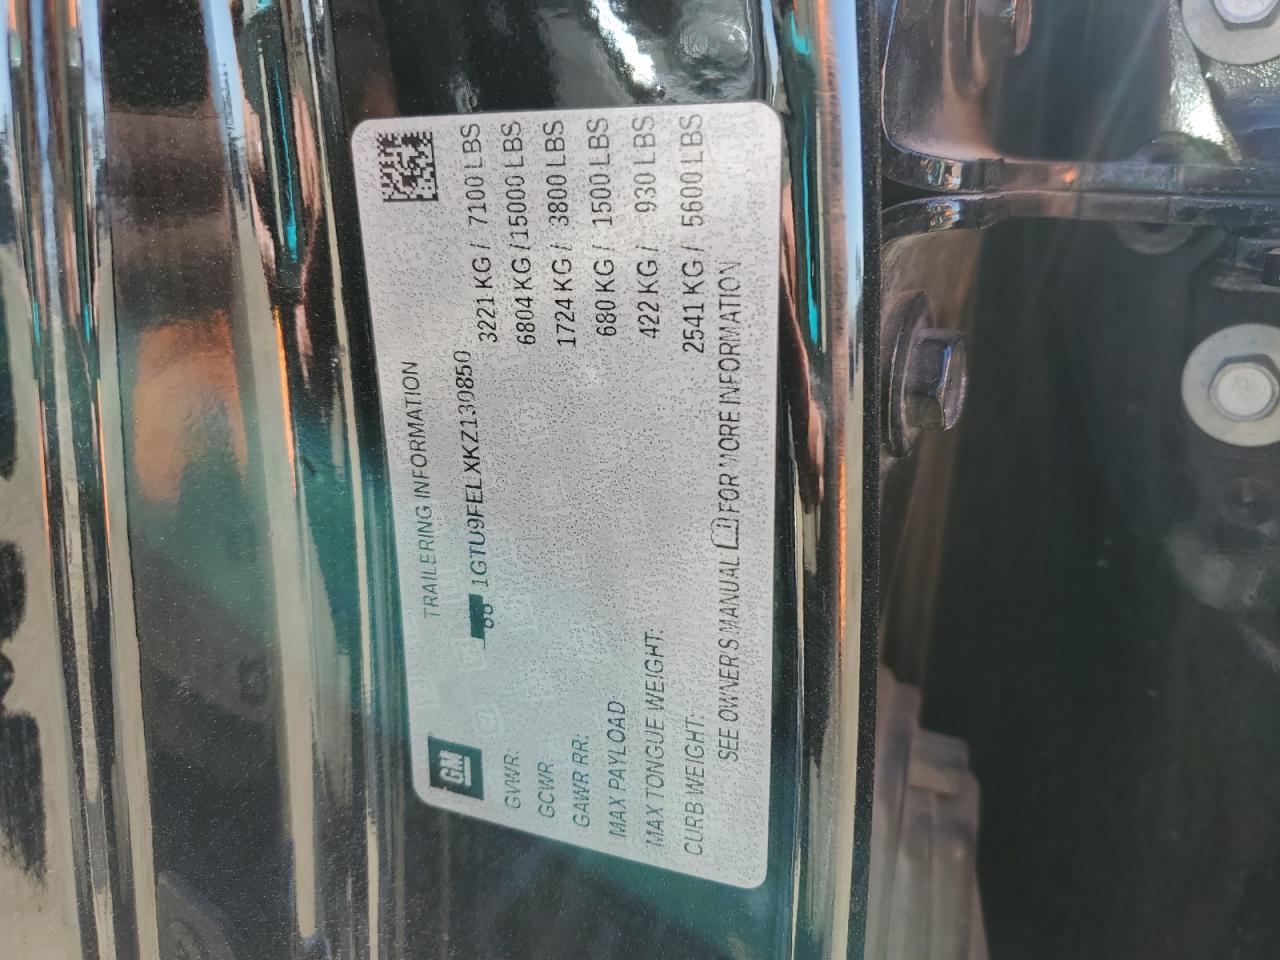 GM
TRAILERING INFORMATION
1GTU9FELXKZ130850
GVWR: 3221 KG / 7100 LBS
GCWR 6804 KG / 15000 LBS
GAWR RR: 1724 KG / 3800 LBS
MAX PAYLOAD: 680 KG / 1500 LBS
MAX TONGUE WEIGHT: 422 KG / 930 LBS
CURB WEIGHT: 2541 KG / 5600 LBS
SEE OWNER'S MANUAL FOR MORE INFORMATION